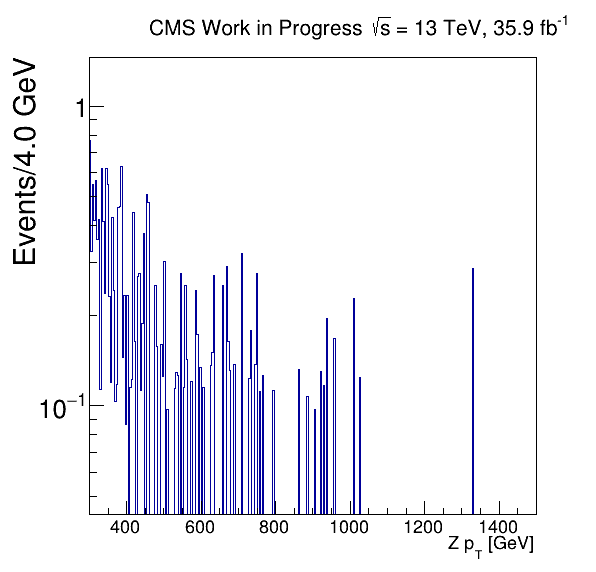 CMS Work in Progress √s = 13 TeV, 35.9 fb⁻¹
Events/4.0 GeV
1
10⁻¹
400 600 800 1000 1200 1400
Z p_T [GeV]